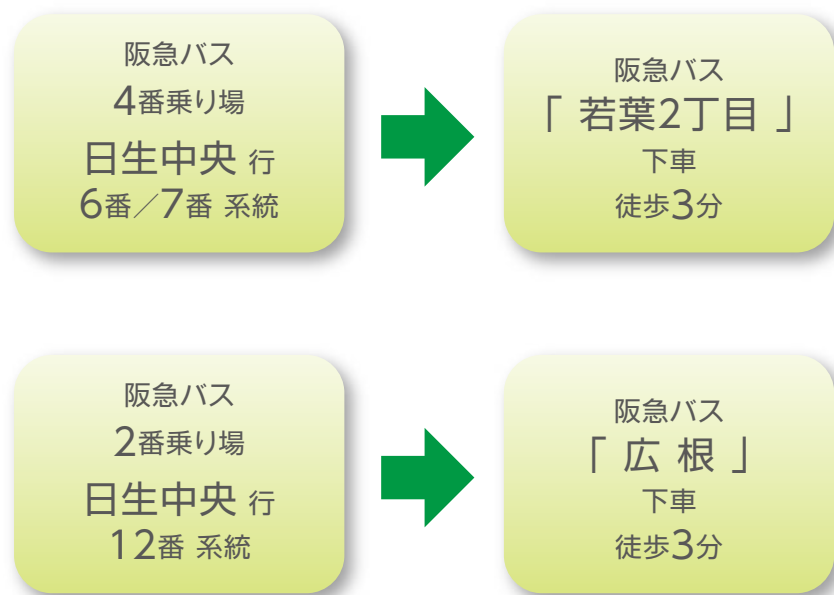 阪急バス
4番乗り場
日生中央 行
6番／7番 系統
阪急バス
「 若葉2丁目 」
下車
徒歩3分
阪急バス
2番乗り場
日生中央 行
12番 系統
阪急バス
「 広 根 」
下車
徒歩3分